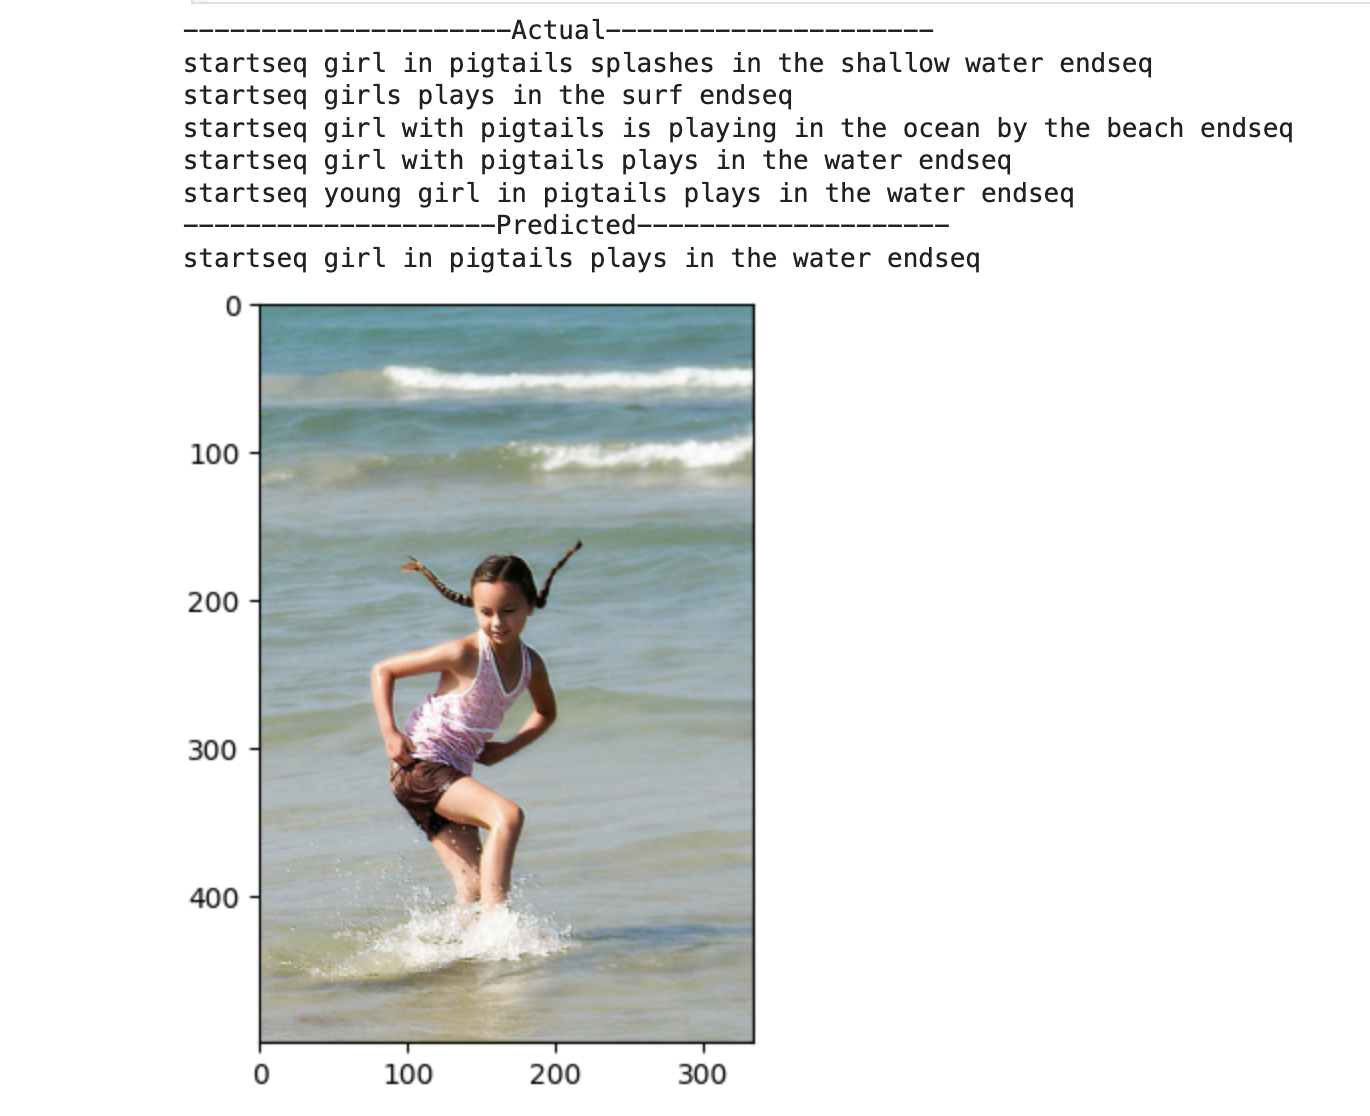 ---------------------Actual---------------------
startseq girl in pigtails splashes in the shallow water endseq
startseq girls plays in the surf endseq
startseq girl with pigtails is playing in the ocean by the beach endseq
startseq girl with pigtails plays in the water endseq
startseq young girl in pigtails plays in the water endseq
--------------------Predicted--------------------
startseq girl in pigtails plays in the water endseq
0
100
200
300
400
0 100 200 300